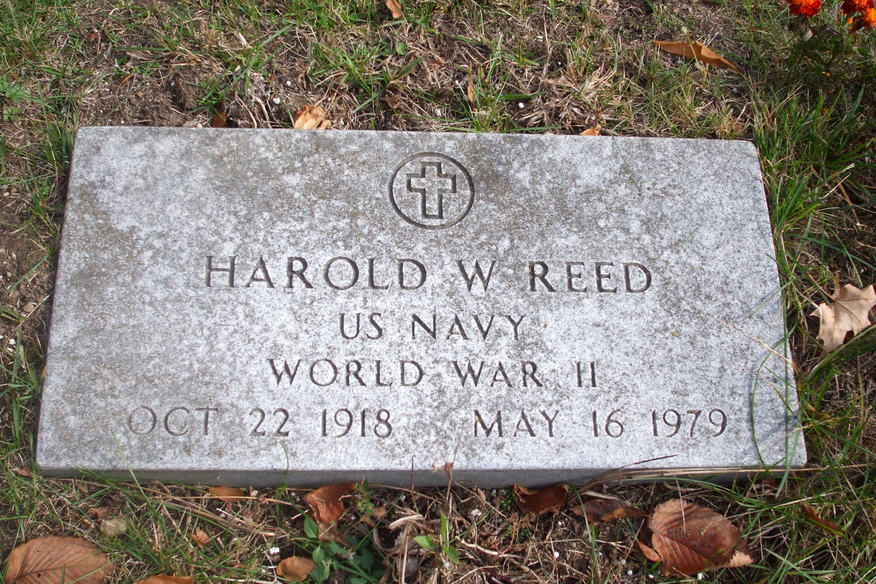 HAROLD W REED
US NAVY
WORLD WAR II
OCT 22 1918 MAY 16 1979